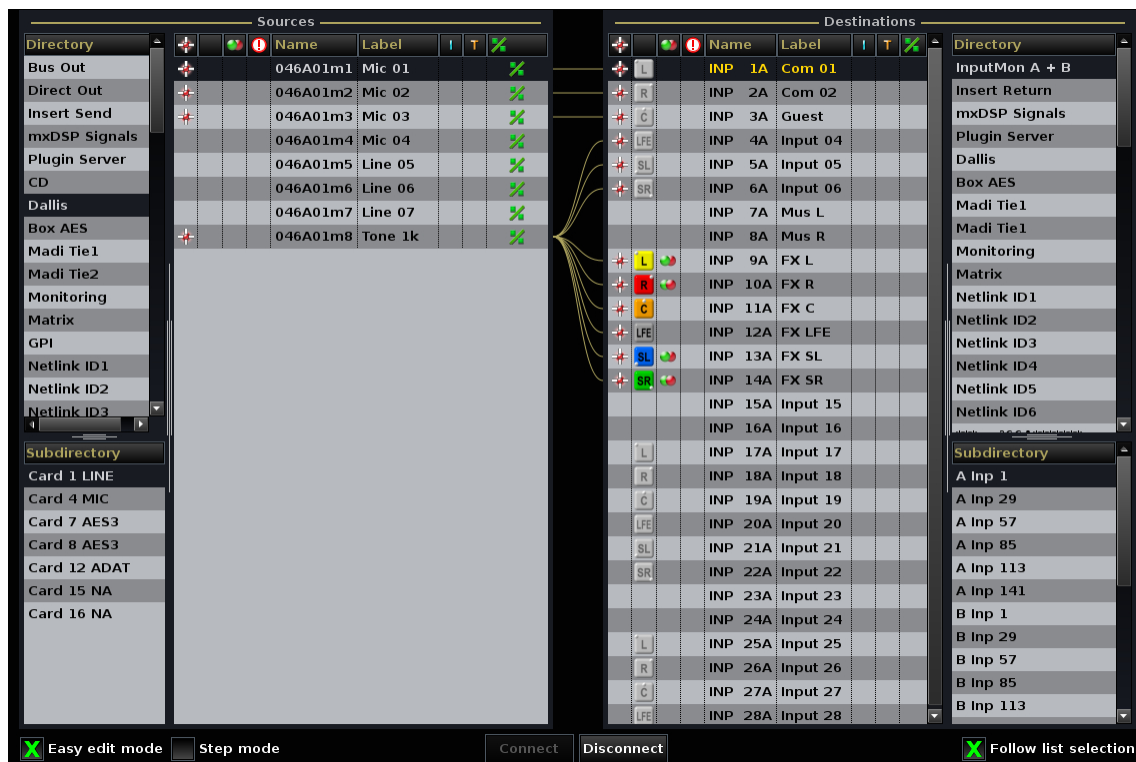 Sources
Directory
Bus Out
Direct Out
Insert Send
mxDSP Signals
Plugin Server
CD
Dallis
Box AES
Madi Tie1
Madi Tie2
Monitoring
Matrix
GPI
Netlink ID1
Netlink ID2
Netlink ID3
Subdirectory
Card 1 LINE
Card 4 MIC
Card 7 AES3
Card 8 AES3
Card 12 ADAT
Card 15 NA
Card 16 NA
Name Label I T
046A01m1 Mic 01
046A01m2 Mic 02
046A01m3 Mic 03
046A01m4 Mic 04
046A01m5 Line 05
046A01m6 Line 06
046A01m7 Line 07
046A01m8 Tone 1k
Destinations
Name Label I T
L INP 1A Com 01
R INP 2A Com 02
C INP 3A Guest
LFE INP 4A Input 04
SL INP 5A Input 05
SR INP 6A Input 06
INP 7A Mus L
INP 8A Mus R
L INP 9A FX L
R INP 10A FX R
C INP 11A FX C
LFE INP 12A FX LFE
SL INP 13A FX SL
SR INP 14A FX SR
INP 15A Input 15
INP 16A Input 16
L INP 17A Input 17
R INP 18A Input 18
C INP 19A Input 19
LFE INP 20A Input 20
SL INP 21A Input 21
SR INP 22A Input 22
INP 23A Input 23
INP 24A Input 24
L INP 25A Input 25
R INP 26A Input 26
C INP 27A Input 27
LFE INP 28A Input 28
Directory
InputMon A + B
Insert Return
mxDSP Signals
Plugin Server
Dallis
Box AES
Madi Tie1
Madi Tie1
Monitoring
Matrix
Netlink ID1
Netlink ID2
Netlink ID3
Netlink ID4
Netlink ID5
Netlink ID6
Subdirectory
A Inp 1
A Inp 29
A Inp 57
A Inp 85
A Inp 113
A Inp 141
B Inp 1
B Inp 29
B Inp 57
B Inp 85
B Inp 113
X Easy edit mode Step mode Connect Disconnect X Follow list selection